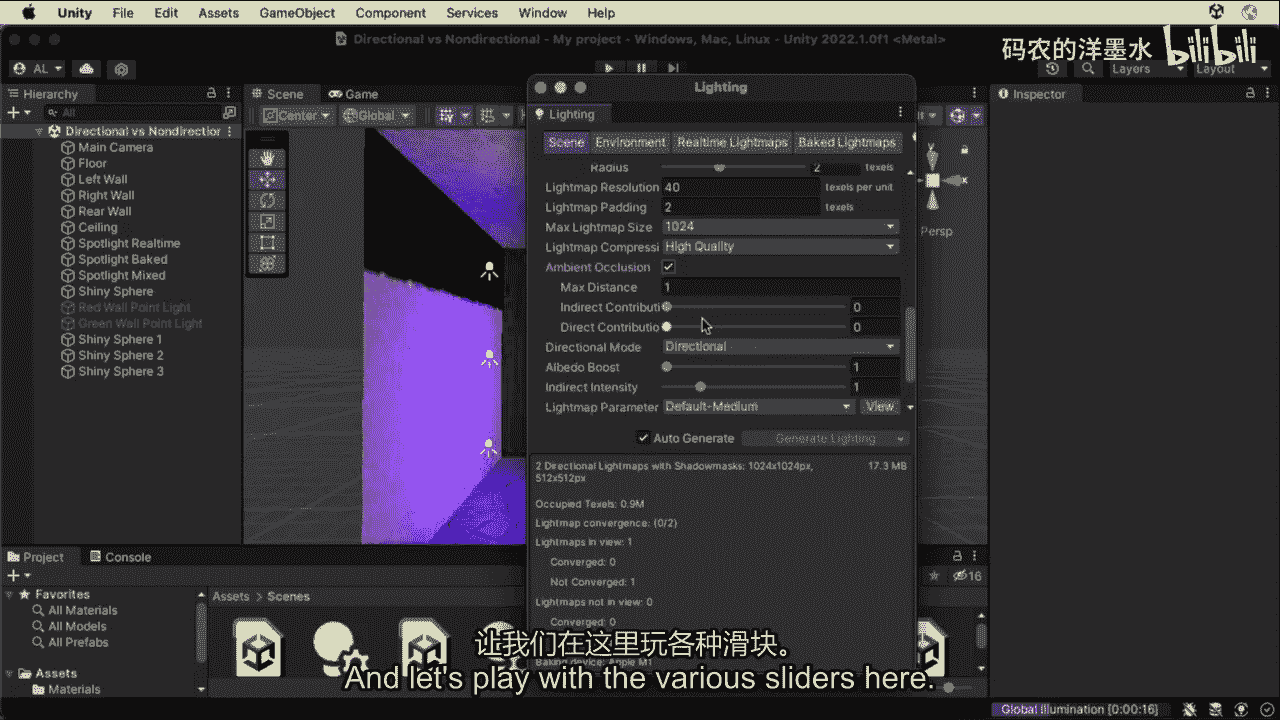 Unity File Edit Assets GameObject Component Services Window Help
Directional vs Nondirectional - My project - Windows, Mac, Linux - Unity 2022.1.0f1 <Metal>
码农的洋墨水 bilibili
AL
Layers Layout
Hierarchy
Scene Game
Inspector
All
Center Global
Directional vs Nondirection
Main Camera
Floor
Left Wall
Right Wall
Rear Wall
Ceiling
Spotlight Realtime
Spotlight Baked
Spotlight Mixed
Shiny Sphere
Red Wall Point Light
Green Wall Point Light
Shiny Sphere 1
Shiny Sphere 2
Shiny Sphere 3
y
Persp
Lighting
Lighting
Scene Environment Realtime Lightmaps Baked Lightmaps
Radius 2 texels
Lightmap Resolution 40 texels per unit
Lightmap Padding 2 texels
Max Lightmap Size 1024
Lightmap Compressi High Quality
Ambient Occlusion
Max Distance 1
Indirect Contributi 0
Direct Contributio 0
Directional Mode Directional
Albedo Boost 1
Indirect Intensity 1
Lightmap Parameter Default-Medium View
Auto Generate Generate Lighting
2 Directional Lightmaps with Shadowmasks: 1024x1024px, 17.3 MB
512x512px
Occupied Texels: 0.9M
Lightmap convergence: (0/2)
Lightmaps in view: 1
Converged: 0
Not Converged: 1
Lightmaps not in view: 0
Converged: 0
Baking device: Apple M1
Project Console
16
Favorites
All Materials
All Models
All Prefabs
Assets
Materials
Assets > Scenes
让我们在这里玩各种滑块。
And let's play with the various sliders here.
Global Illumination [0:00:16]